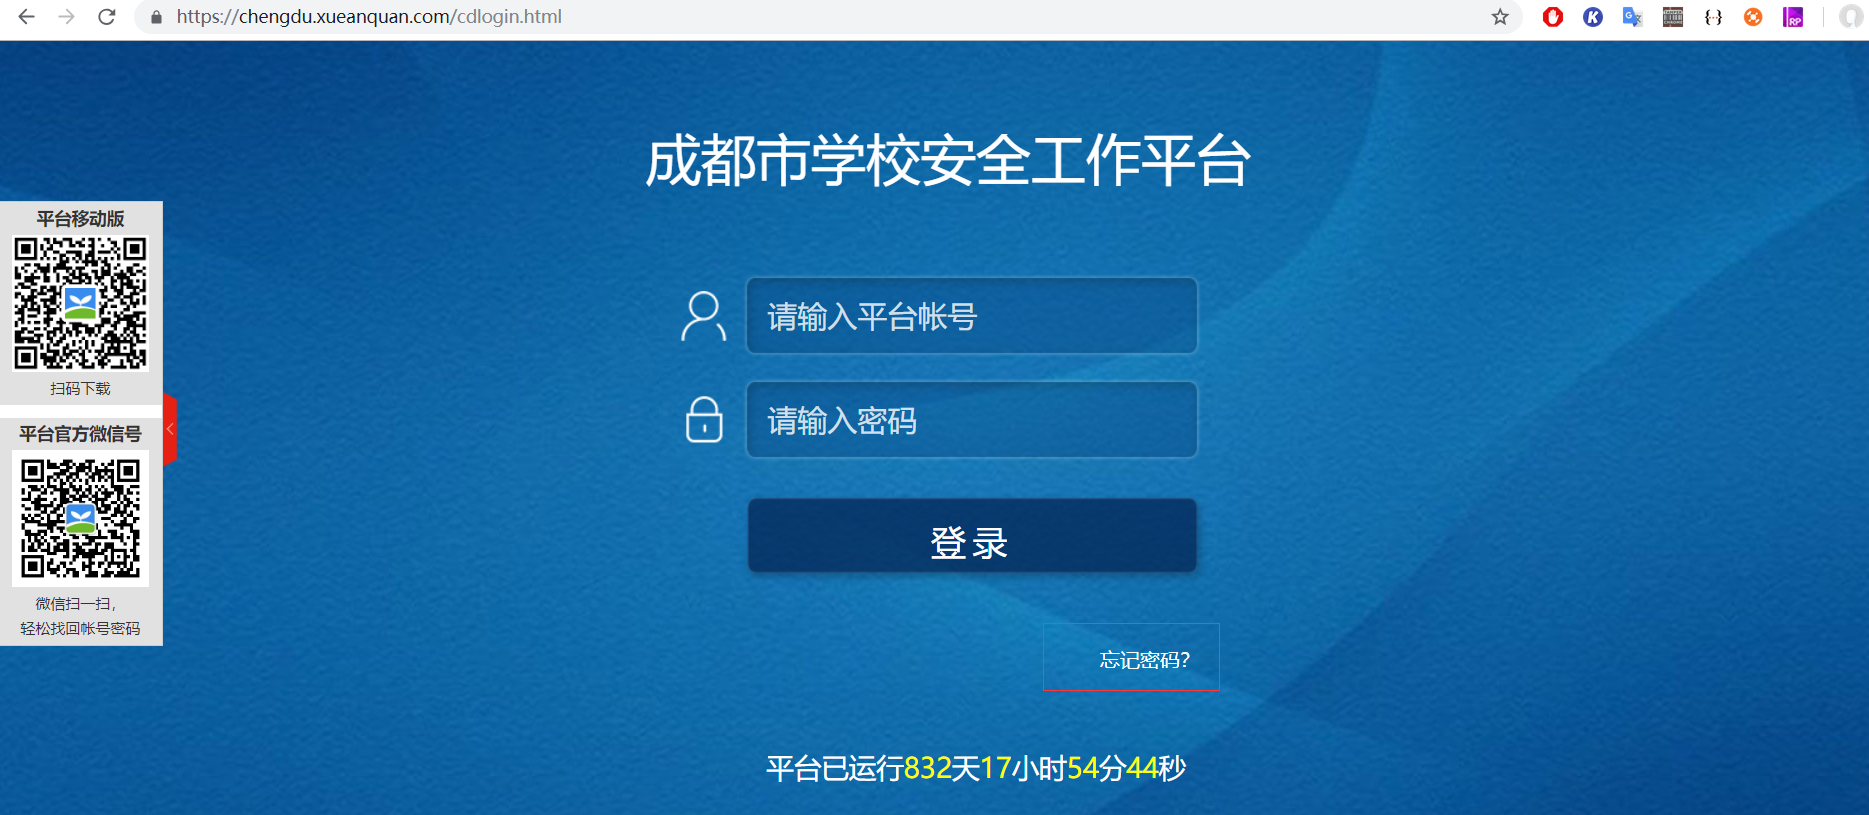 https://chengdu.xueanquan.com/cdlogin.html
成都市学校安全工作平台
平台移动版
扫码下载
平台官方微信号
微信扫一扫，
轻松找回帐号密码
请输入平台帐号
请输入密码
登录
忘记密码?
平台已运行832天17小时54分44秒